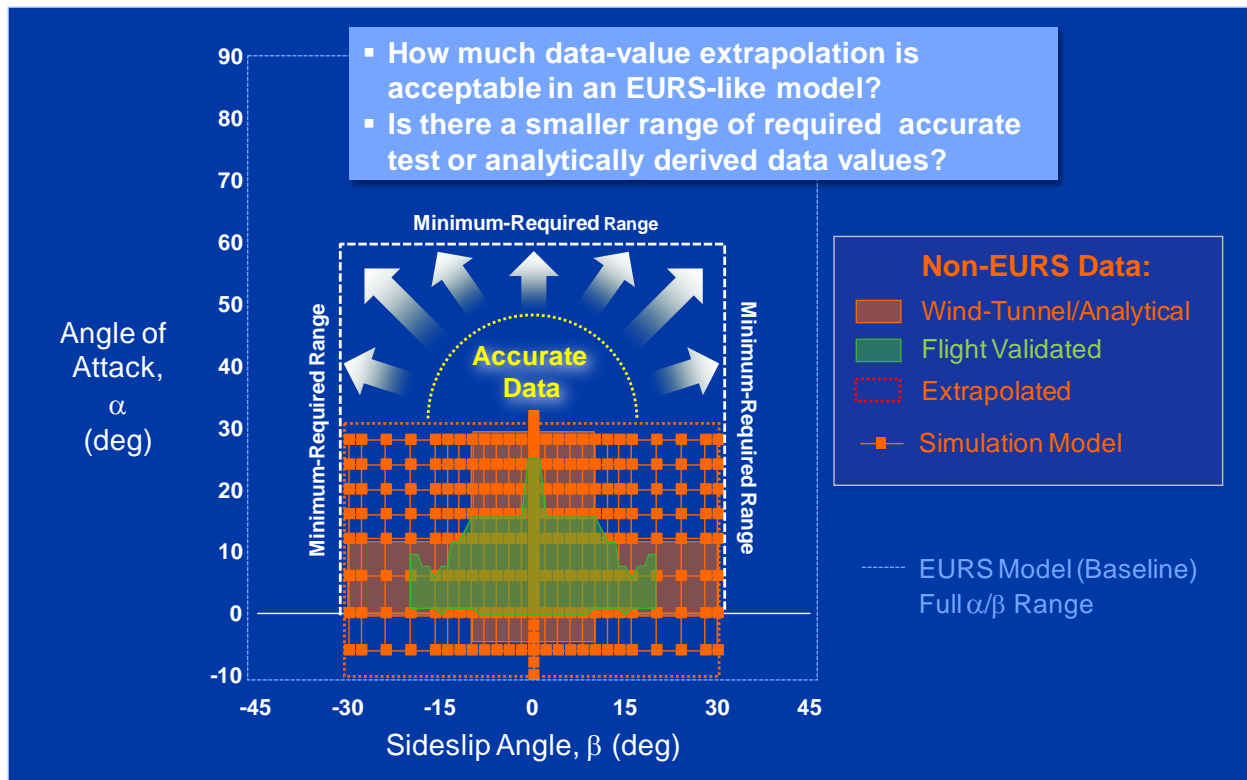 ▪ How much data-value extrapolation is
acceptable in an EURS-like model?
▪ Is there a smaller range of required accurate
test or analytically derived data values?
90
80
70
60
50
40
30
20
10
0
-10
Angle of
Attack,
α
(deg)
Minimum-Required Range
Minimum-Required Range
Minimum-Required Range
Accurate
Data
Non-EURS Data:
Wind-Tunnel/Analytical
Flight Validated
Extrapolated
Simulation Model
EURS Model (Baseline)
Full α/β Range
-45 -30 -15 0 15 30 45
Sideslip Angle, β (deg)